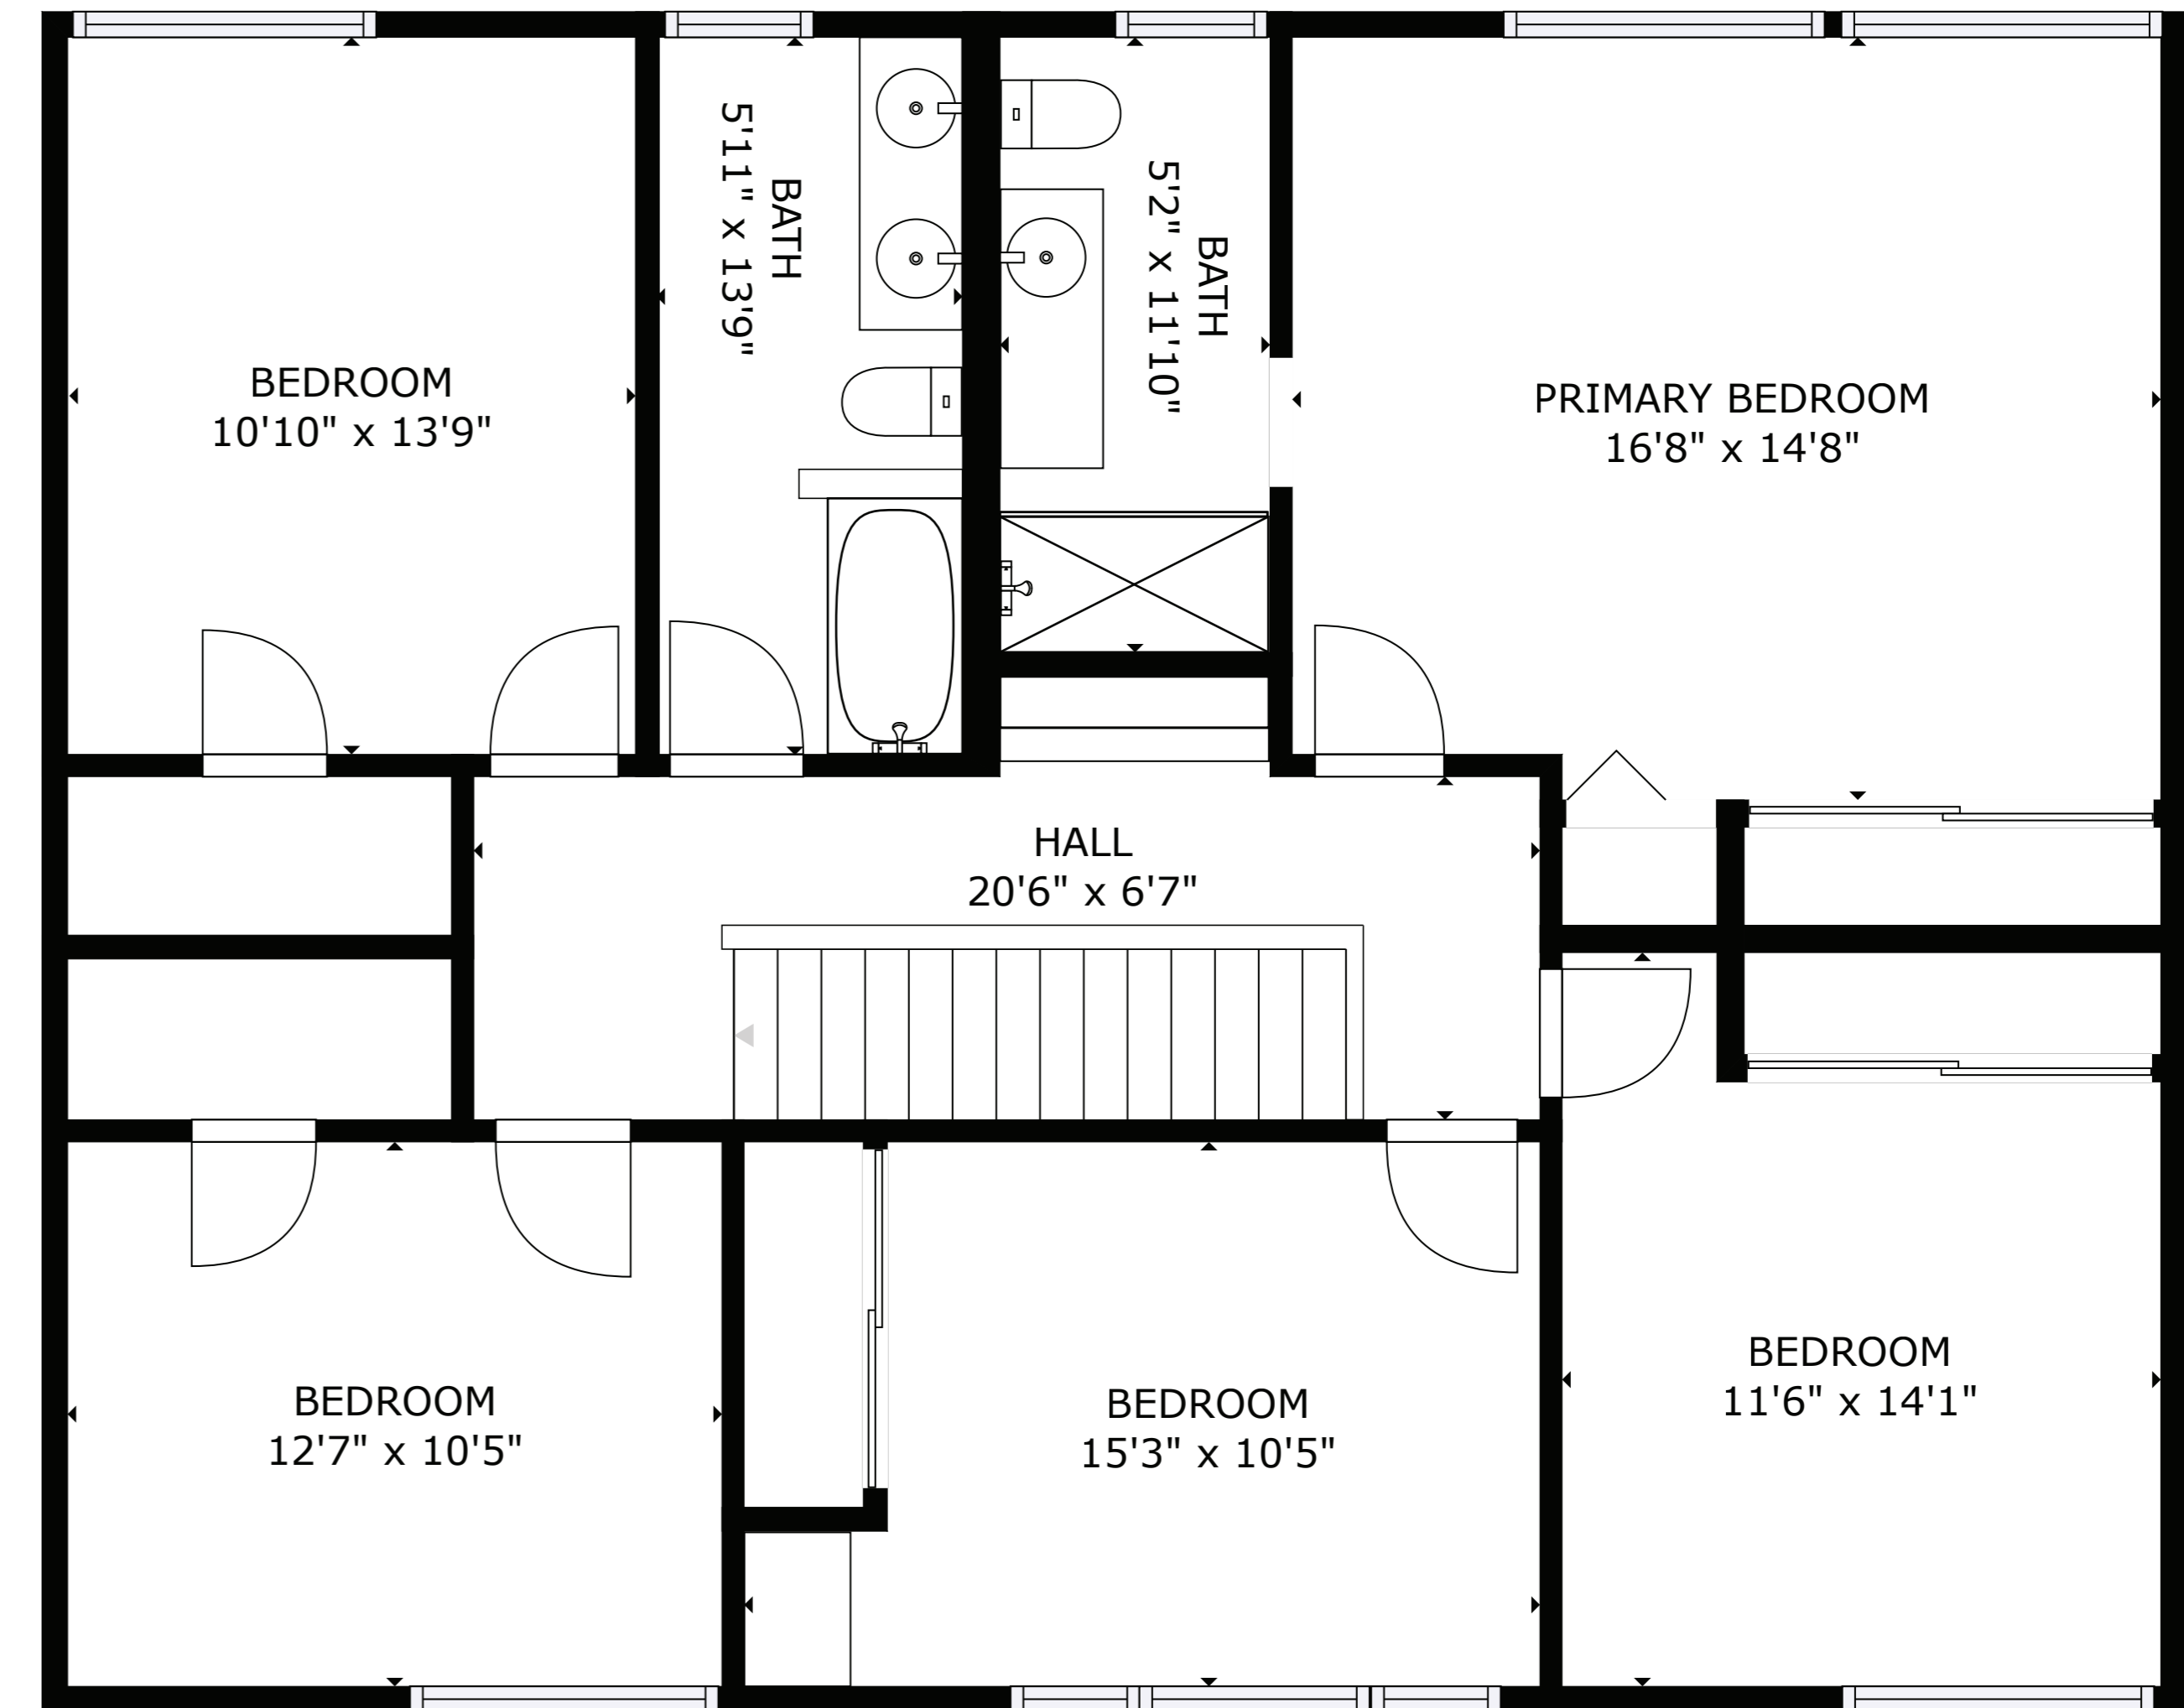 BEDROOM
10'10" x 13'9"
BATH
5'11" x 13'9"
BATH
5'2" x 11'10"
PRIMARY BEDROOM
16'8" x 14'8"
HALL
20'6" x 6'7"
BEDROOM
12'7" x 10'5"
BEDROOM
15'3" x 10'5"
BEDROOM
11'6" x 14'1"